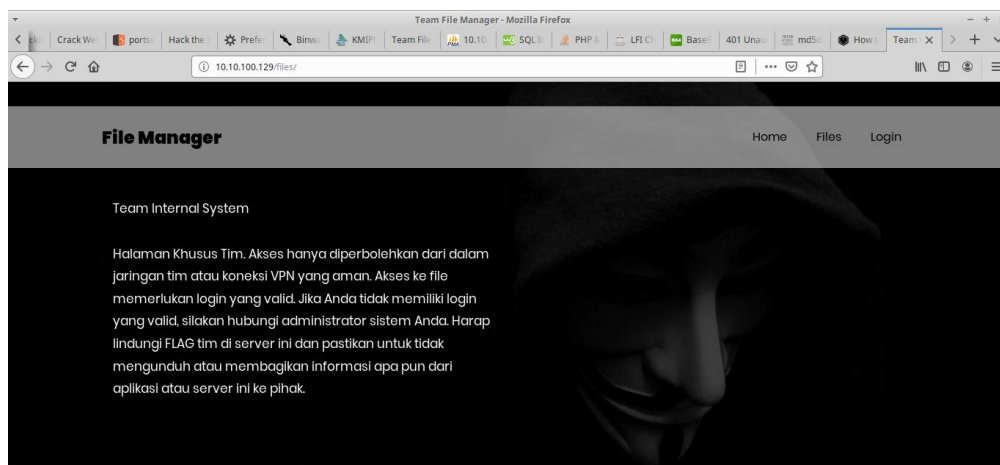 Team File Manager - Mozilla Firefox
Crack We
ports
Hack the
Prefer
Binwa
KMIP
Team File
10.10
SQL
PHP
LFI
Base
401 Unau
md5
How
Team
10.10.100.129/files/
File Manager
Home Files Login
Team Internal System
Halaman Khusus Tim. Akses hanya diperbolehkan dari dalam
jaringan tim atau koneksi VPN yang aman. Akses ke file
memerlukan login yang valid. Jika Anda tidak memiliki login
yang valid, silakan hubungi administrator sistem Anda. Harap
lindungi FLAG tim di server ini dan pastikan untuk tidak
mengunduh atau membagikan informasi apa pun dari
aplikasi atau server ini ke pihak.